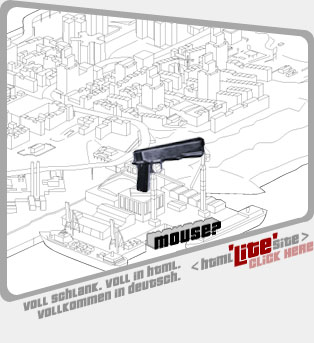 mouse?
<html 'Lite' site>
CLICK HERE
voll schlank. voll in html.
vollkommen in deutsch.